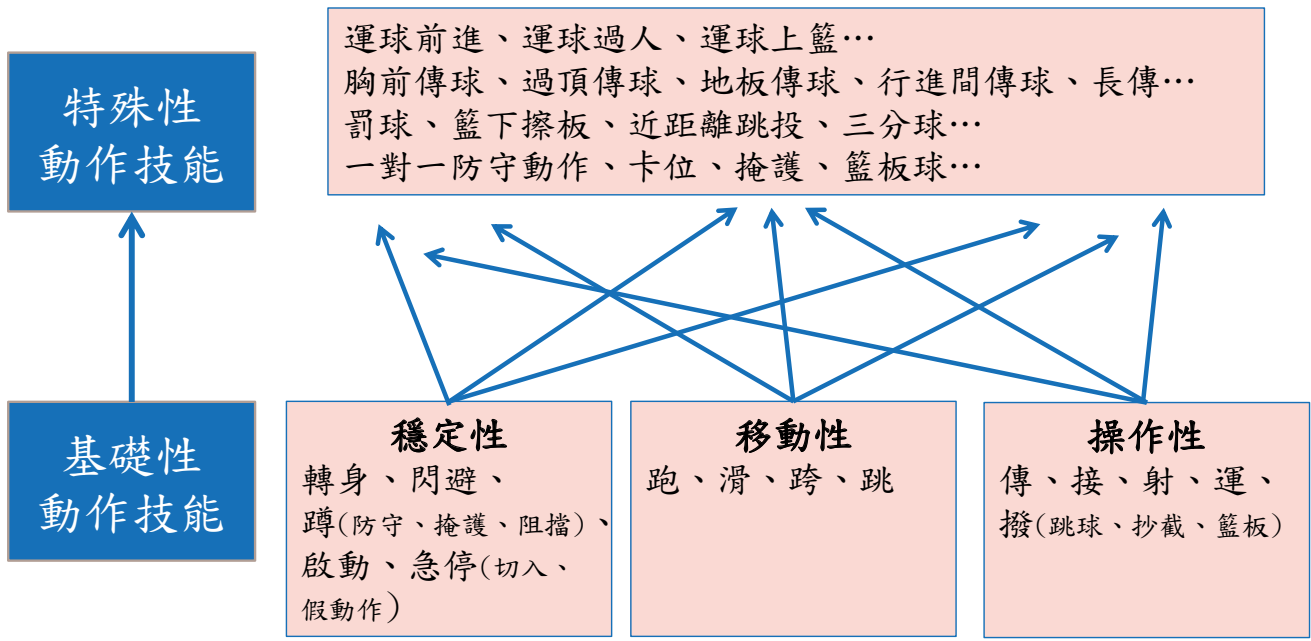 特殊性
動作技能
運球前進、運球過人、運球上籃…
胸前傳球、過頂傳球、地板傳球、行進間傳球、長傳…
罰球、籃下擦板、近距離跳投、三分球…
一對一防守動作、卡位、掩護、籃板球…
基礎性
動作技能
穩定性
轉身、閃避、
蹲(防守、掩護、阻擋)、
啟動、急停(切入、
假動作)
移動性
跑、滑、跨、跳
操作性
傳、接、射、運、
撥(跳球、抄截、籃板)